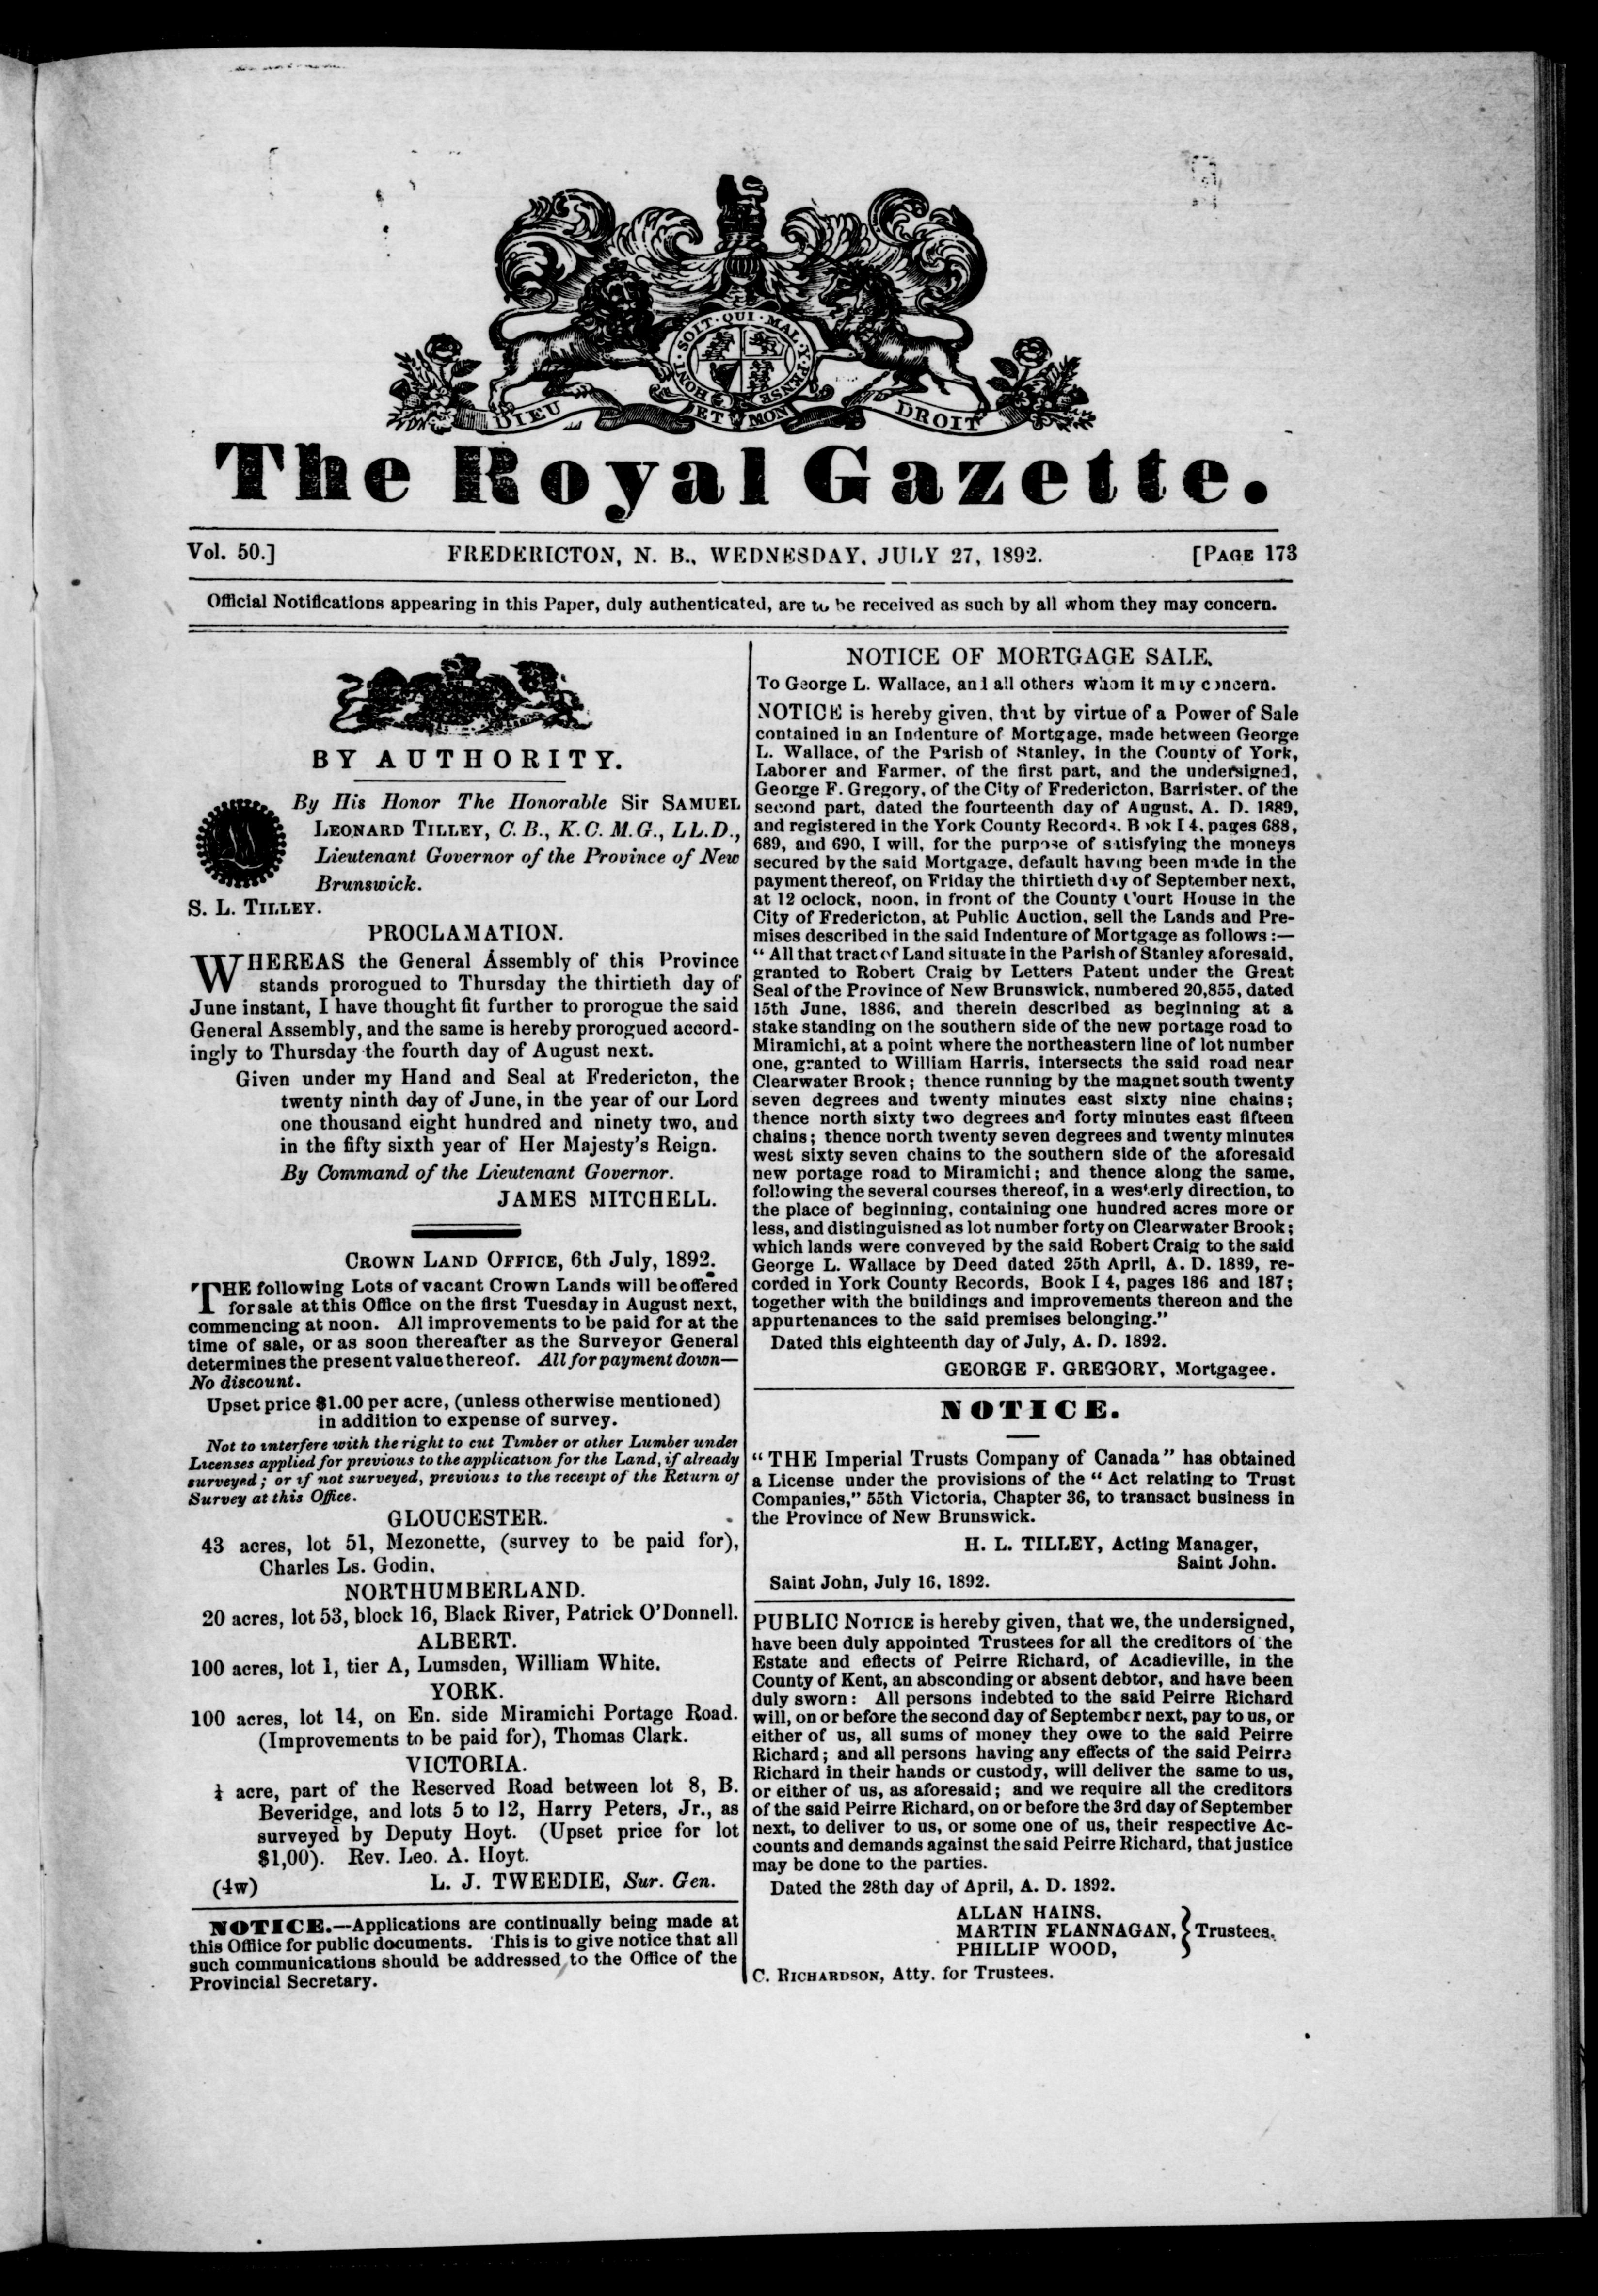 HONI · SOIT · QUI · MAL · Y · PENSE
DIEU ET MON DROIT
The Royal Gazette.
Vol. 50.] FREDERICTON, N. B., WEDNESDAY, JULY 27, 1892. [PAGE 173
Official Notifications appearing in this Paper, duly authenticated, are to be received as such by all whom they may concern.
BY AUTHORITY.
By His Honor The Honorable Sir SAMUEL
LEONARD TILLEY, C. B., K. C. M. G., LL.D.,
Lieutenant Governor of the Province of New
Brunswick.
S. L. TILLEY.
PROCLAMATION.
WHEREAS the General Assembly of this Province
stands prorogued to Thursday the thirtieth day of
June instant, I have thought fit further to prorogue the said
General Assembly, and the same is hereby prorogued accord-
ingly to Thursday the fourth day of August next.
Given under my Hand and Seal at Fredericton, the
twenty ninth day of June, in the year of our Lord
one thousand eight hundred and ninety two, and
in the fifty sixth year of Her Majesty's Reign.
By Command of the Lieutenant Governor.
JAMES MITCHELL.
CROWN LAND OFFICE, 6th July, 1892.
THE following Lots of vacant Crown Lands will be offered
for sale at this Office on the first Tuesday in August next,
commencing at noon. All improvements to be paid for at the
time of sale, or as soon thereafter as the Surveyor General
determines the present value thereof. All for payment down—
No discount.
Upset price $1.00 per acre, (unless otherwise mentioned)
in addition to expense of survey.
Not to interfere with the right to cut Timber or other Lumber under
Licenses applied for previous to the application for the Land, if already
surveyed; or if not surveyed, previous to the receipt of the Return of
Survey at this Office.
GLOUCESTER.
43 acres, lot 51, Mezonette, (survey to be paid for),
Charles Ls. Godin.
NORTHUMBERLAND.
20 acres, lot 53, block 16, Black River, Patrick O'Donnell.
ALBERT.
100 acres, lot 1, tier A, Lumsden, William White.
YORK.
100 acres, lot 14, on En. side Miramichi Portage Road.
(Improvements to be paid for), Thomas Clark.
VICTORIA.
acre, part of the Reserved Road between lot 8, B.
Beveridge, and lots 5 to 12, Harry Peters, Jr., as
surveyed by Deputy Hoyt. (Upset price for lot
$1,00). Rev. Leo. A. Hoyt.
(4w) L. J. TWEEDIE, Sur. Gen.
NOTICE.—Applications are continually being made at
this Offiice for public documents. This is to give notice that all
such communications should be addressed to the Office of the
Provincial Secretary.
NOTICE OF MORTGAGE SALE.
To George L. Wallace, and all others whom it may concern.
NOTICE is hereby given, that by virtue of a Power of Sale
contained in an Indenture of Mortgage, made between George
L. Wallace, of the Parish of Stanley, in the County of York,
Laborer and Farmer, of the first part, and the undersigned,
George F. Gregory, of the City of Fredericton, Barrister, of the
second part, dated the fourteenth day of August, A. D. 1889,
and registered in the York County Records, Book I 4, pages 688,
689, and 690, I will, for the purpose of satisfying the moneys
secured by the said Mortgage, default having been made in the
payment thereof, on Friday the thirtieth day of September next,
at 12 oclock, noon, in front of the County Court House in the
City of Fredericton, at Public Auction, sell the Lands and Pre-
mises described in the said Indenture of Mortgage as follows:—
"All that tract of Land situate in the Parish of Stanley aforesaid,
granted to Robert Craig by Letters Patent under the Great
Seal of the Province of New Brunswick, numbered 20,855, dated
15th June, 1886, and therein described as beginning at a
stake standing on the southern side of the new portage road to
Miramichi, at a point where the northeastern line of lot number
one, granted to William Harris, intersects the said road near
Clearwater Brook; thence running by the magnet south twenty
seven degrees and twenty minutes east sixty nine chains;
thence north sixty two degrees and forty minutes east fifteen
chains; thence north twenty seven degrees and twenty minutes
west sixty seven chains to the southern side of the aforesaid
new portage road to Miramichi; and thence along the same,
following the several courses thereof, in a westerly direction, to
the place of beginning, containing one hundred acres more or
less, and distinguished as lot number forty on Clearwater Brook;
which lands were conveyed by the said Robert Craig to the said
George L. Wallace by Deed dated 25th April, A. D. 1889, re-
corded in York County Records, Book I 4, pages 186 and 187;
together with the buildings and improvements thereon and the
appurtenances to the said premises belonging."
Dated this eighteenth day of July, A. D. 1892.
GEORGE F. GREGORY, Mortgagee.
NOTICE.
"THE Imperial Trusts Company of Canada" has obtained
a License under the provisions of the "Act relating to Trust
Companies," 55th Victoria, Chapter 36, to transact business in
the Province of New Brunswick.
H. L. TILLEY, Acting Manager,
Saint John.
Saint John, July 16, 1892.
PUBLIC NOTICE is hereby given, that we, the undersigned,
have been duly appointed Trustees for all the creditors of the
Estate and effects of Peirre Richard, of Acadieville, in the
County of Kent, an absconding or absent debtor, and have been
duly sworn: All persons indebted to the said Peirre Richard
will, on or before the second day of September next, pay to us, or
either of us, all sums of money they owe to the said Peirre
Richard; and all persons having any effects of the said Peirre
Richard in their hands or custody, will deliver the same to us,
or either of us, as aforesaid; and we require all the creditors
of the said Peirre Richard, on or before the 3rd day of September
next, to deliver to us, or some one of us, their respective Ac-
counts and demands against the said Peirre Richard, that justice
may be done to the parties.
Dated the 28th day of April, A. D. 1892.
ALLAN HAINS,
MARTIN FLANNAGAN, } Trustees.
PHILLIP WOOD,
C. RICHARDSON, Atty. for Trustees.